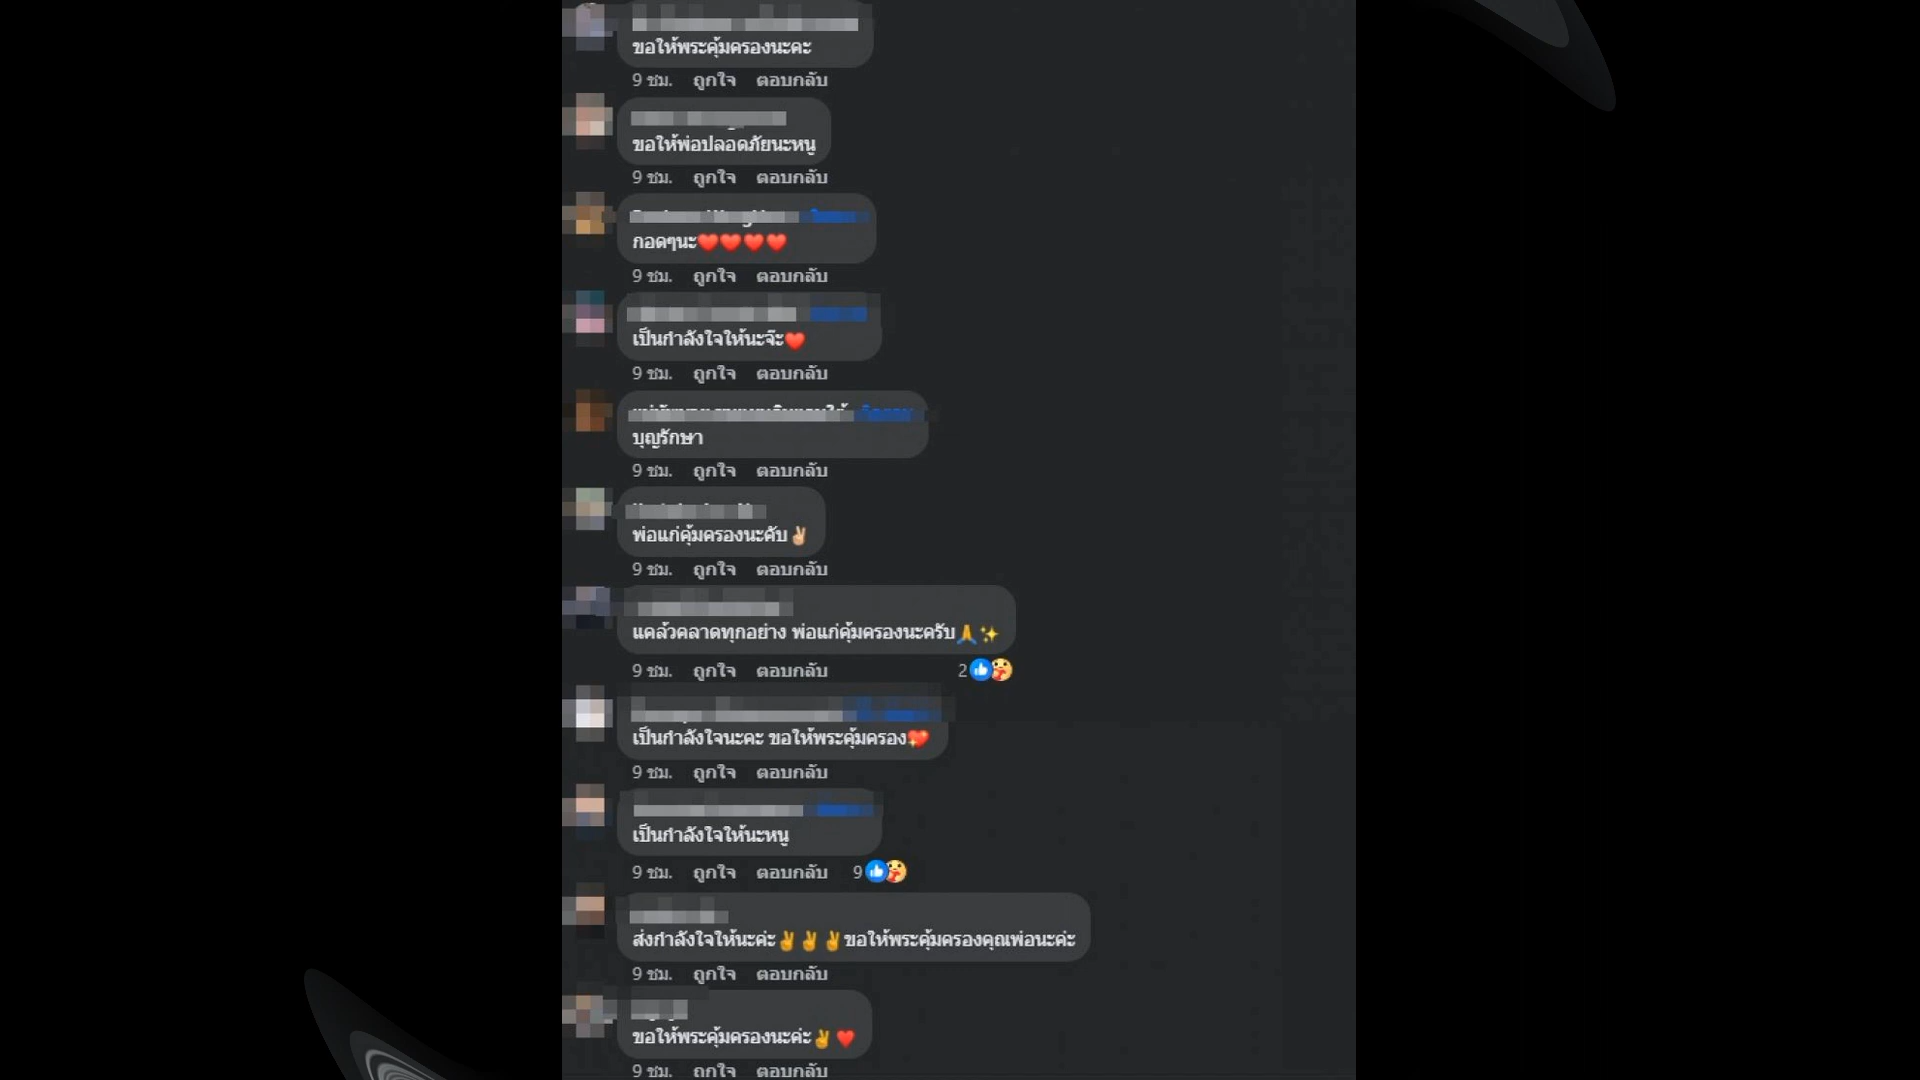 ขอให้พระคุ้มครองนะคะ
9 ชม. ถูกใจ ตอบกลับ
ขอให้พ่อปลอดภัยนะหนู
9 ชม. ถูกใจ ตอบกลับ
กอดๆนะ❤️❤️❤️❤️
9 ชม. ถูกใจ ตอบกลับ
เป็นกำลังใจให้นะจ๊ะ❤️
9 ชม. ถูกใจ ตอบกลับ
บุญรักษา
9 ชม. ถูกใจ ตอบกลับ
พ่อแก่คุ้มครองนะคับ✌🏻
9 ชม. ถูกใจ ตอบกลับ
แคล้วคลาดทุกอย่าง พ่อแก่คุ้มครองนะครับ🙏✨
9 ชม. ถูกใจ ตอบกลับ 2
เป็นกำลังใจนะคะ ขอให้พระคุ้มครอง💖
9 ชม. ถูกใจ ตอบกลับ
เป็นกำลังใจให้นะหนู
9 ชม. ถูกใจ ตอบกลับ 9
ส่งกำลังใจให้นะค่ะ✌️✌️✌️ขอให้พระคุ้มครองคุณพ่อนะค่ะ
9 ชม. ถูกใจ ตอบกลับ
ขอให้พระคุ้มครองนะค่ะ✌️❤️
9 ชม. ถูกใจ ตอบกลับ